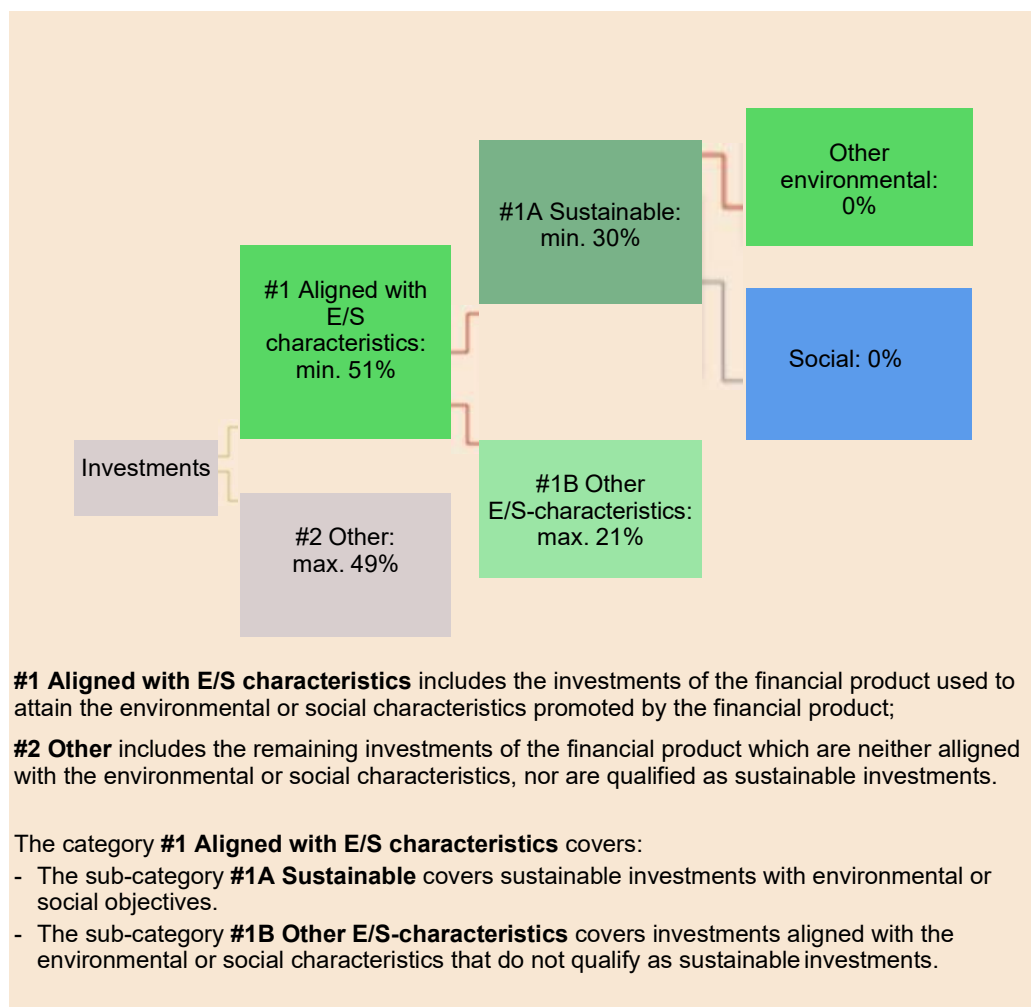 Other
environmental:
0%
#1A Sustainable:
min. 30%
#1 Aligned with
E/S
characteristics:
min. 51%
Social: 0%
Investments
#1B Other
E/S-characteristics:
max. 21%
#2 Other:
max. 49%
#1 Aligned with E/S characteristics includes the investments of the financial product used to
attain the environmental or social characteristics promoted by the financial product;
#2 Other includes the remaining investments of the financial product which are neither alligned
with the environmental or social characteristics, nor are qualified as sustainable investments.
The category #1 Aligned with E/S characteristics covers:
- The sub-category #1A Sustainable covers sustainable investments with environmental or
social objectives.
- The sub-category #1B Other E/S-characteristics covers investments aligned with the
environmental or social characteristics that do not qualify as sustainable investments.